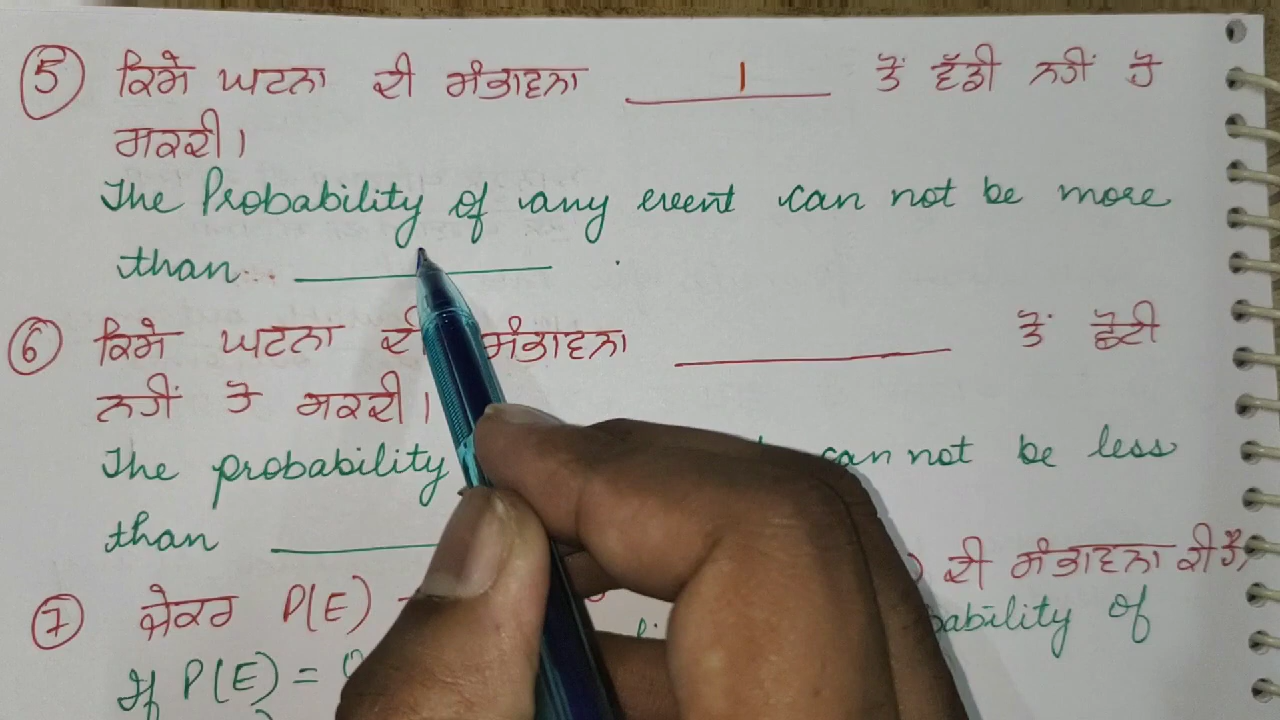 5 ਕਿਸੇ ਘਟਨਾ ਦੀ ਸੰਭਾਵਨਾ 1 ਤੋਂ ਵੱਡੀ ਨਹੀਂ ਹੋ
ਸਕਦੀ।
The Probability of any event can not be more
than
6 ਕਿਸੇ ਘਟਨਾ ਦੀ ਸੰਭਾਵਨਾ ਤੋਂ ਛੋਟੀ
ਨਹੀਂ ਹੋ ਸਕਦੀ।
The probability can not be less
than
7 ਜੇਕਰ P(E) ਦੀ ਸੰਭਾਵਨਾ ਕੀ ਹੈ
If P(E) = of